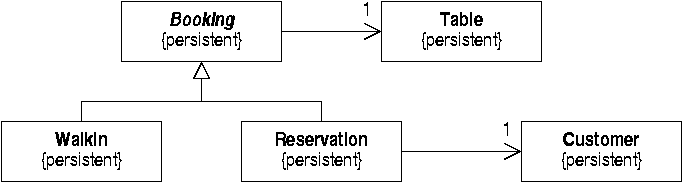 Booking
{persistent}
1
Table
{persistent}
WalkIn
{persistent}
Reservation
{persistent}
1
Customer
{persistent}